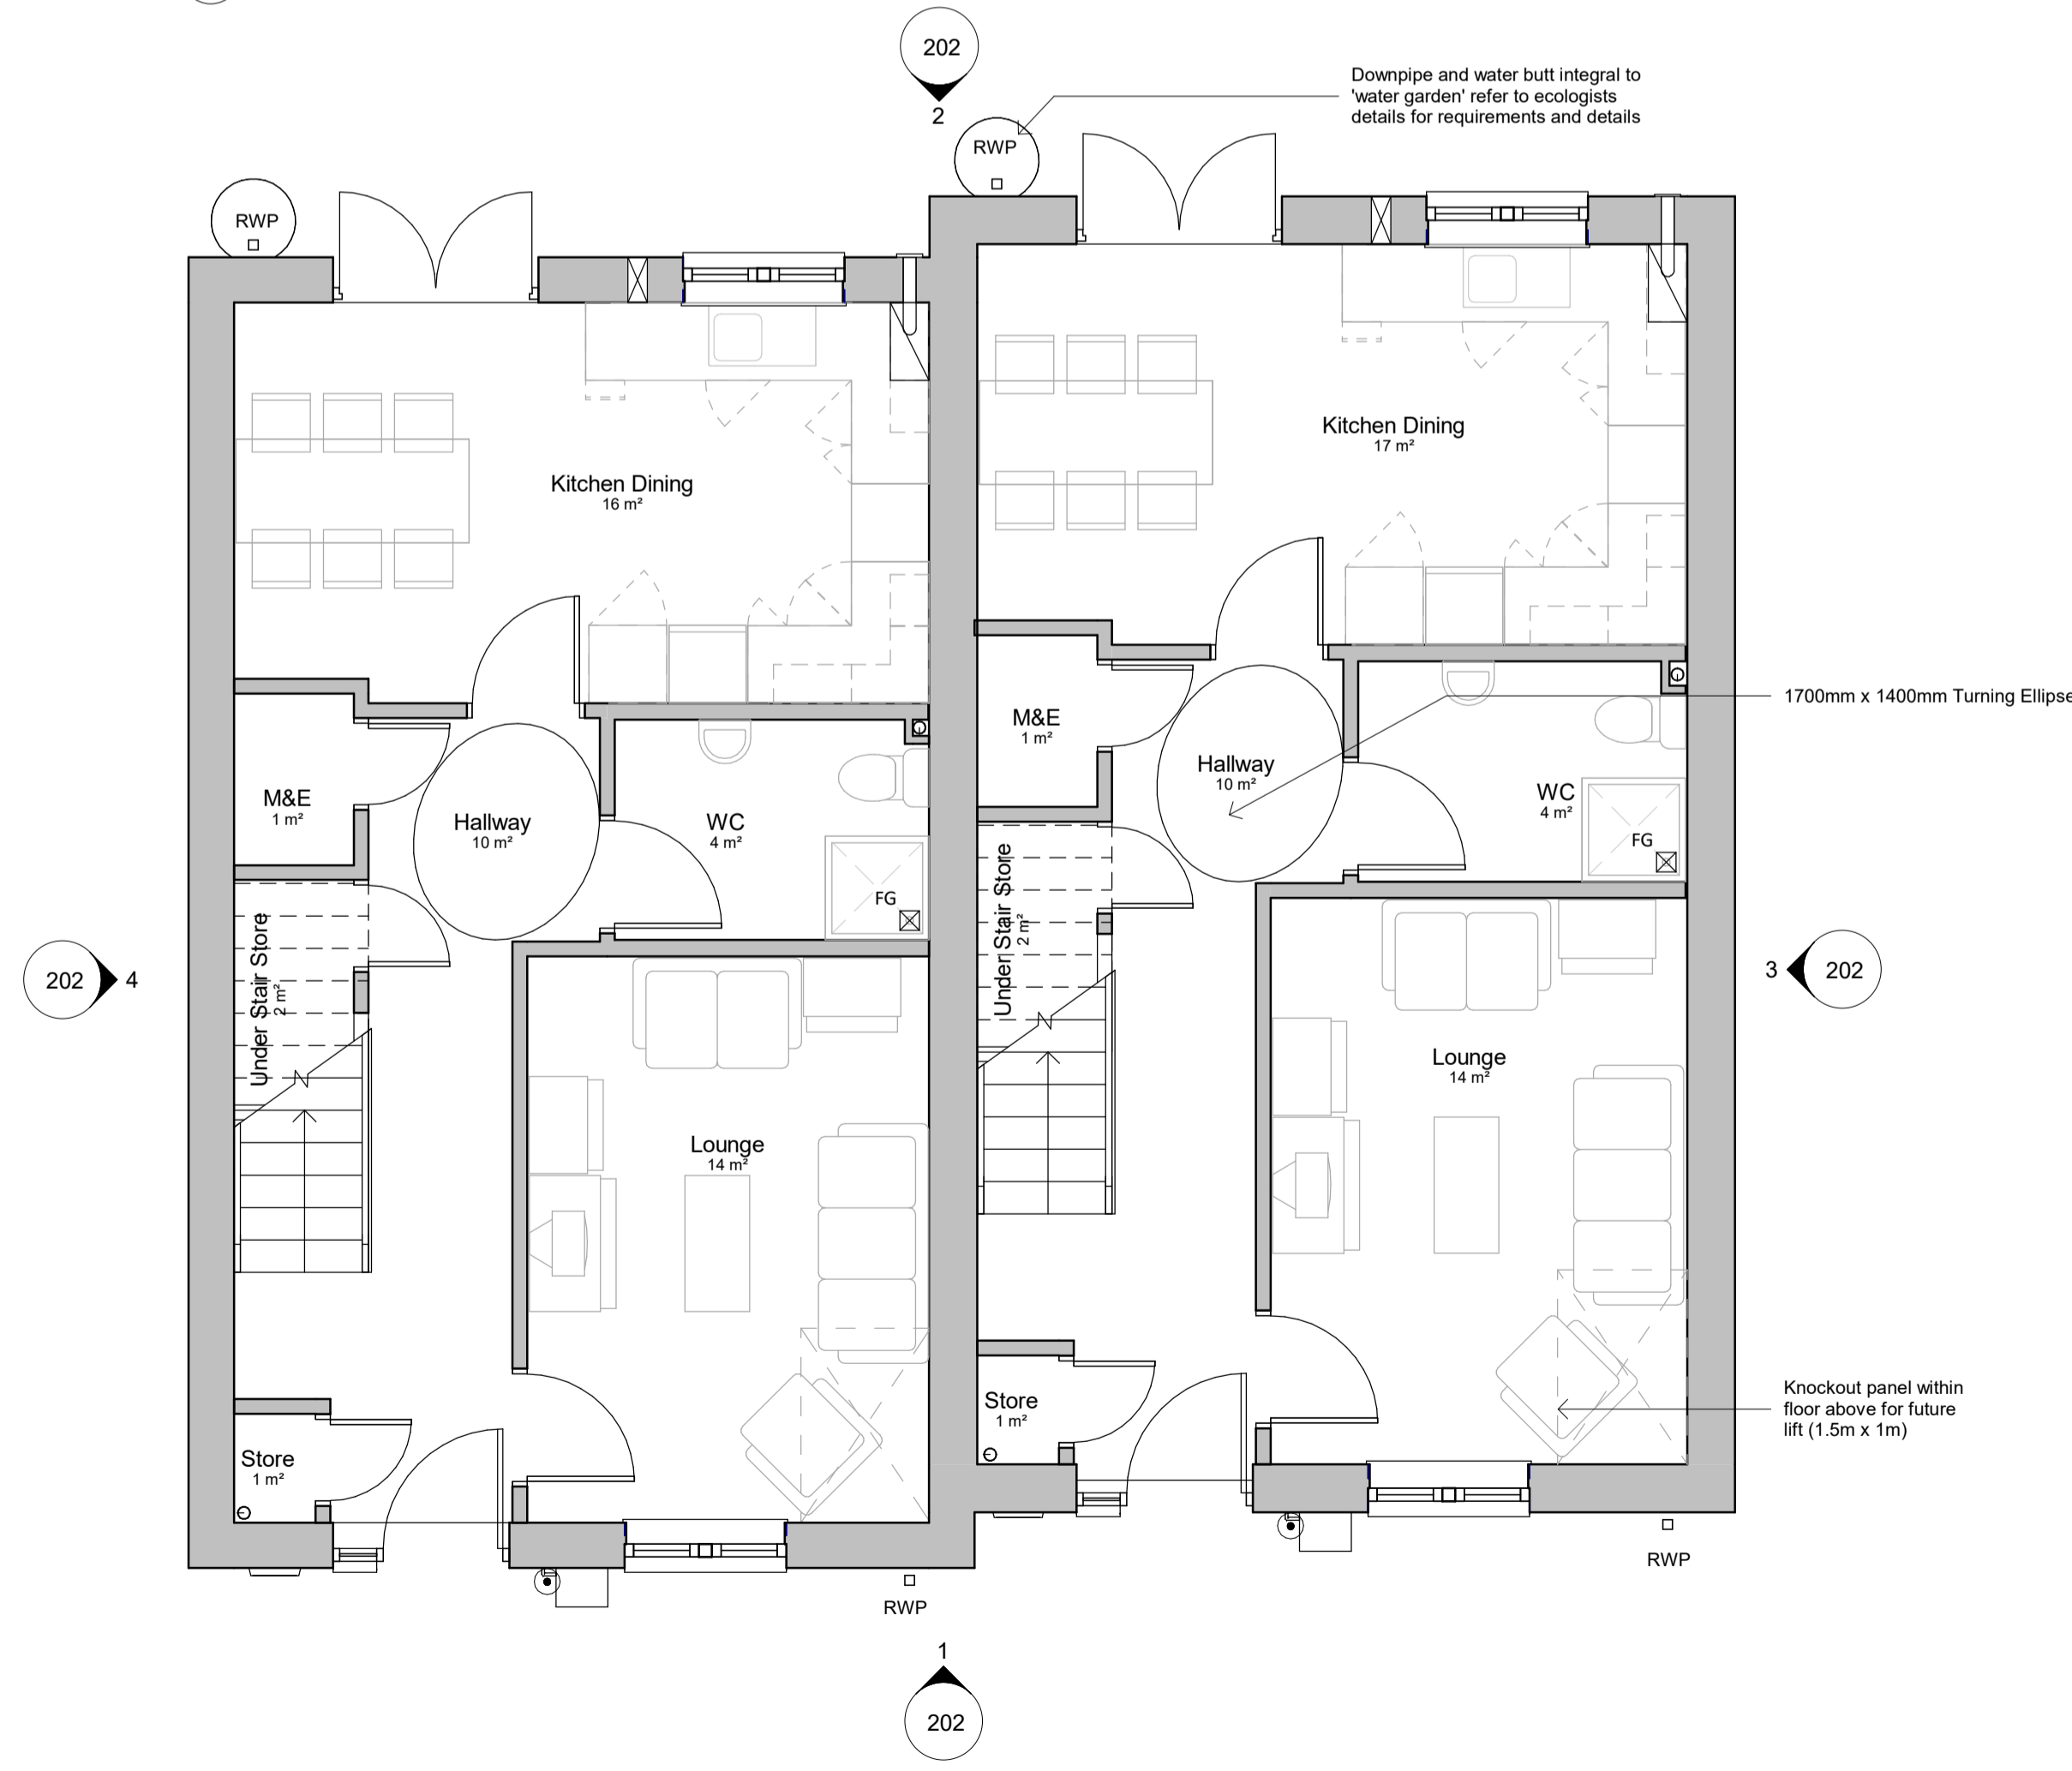 202
2
Downpipe and water butt integral to
'water garden' refer to ecologists
details for requirements and details
RWP
RWP
Kitchen Dining
16 m²
Kitchen Dining
17 m²
M&E
1 m²
Hallway
10 m²
WC
4 m²
FG
Under Stair Store
2 m²
M&E
1 m²
Hallway
10 m²
WC
4 m²
FG
Under Stair Store
2 m²
1700mm x 1400mm Turning Ellipse
202
4
3
202
Lounge
14 m²
Lounge
14 m²
Store
1 m²
Store
1 m²
Knockout panel within
floor above for future
lift (1.5m x 1m)
RWP
RWP
1
202